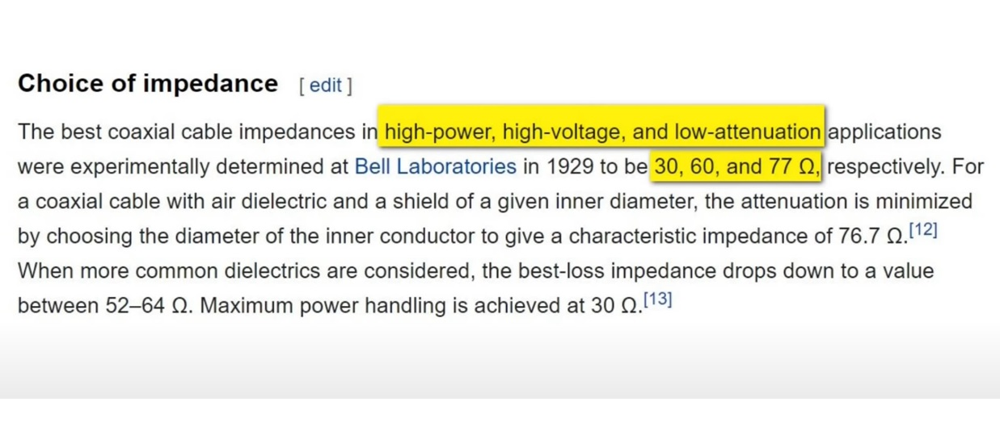 Choice of impedance [ edit ]
The best coaxial cable impedances in high-power, high-voltage, and low-attenuation applications
were experimentally determined at Bell Laboratories in 1929 to be 30, 60, and 77 Ω, respectively. For
a coaxial cable with air dielectric and a shield of a given inner diameter, the attenuation is minimized
by choosing the diameter of the inner conductor to give a characteristic impedance of 76.7 Ω.[12]
When more common dielectrics are considered, the best-loss impedance drops down to a value
between 52–64 Ω. Maximum power handling is achieved at 30 Ω.[13]